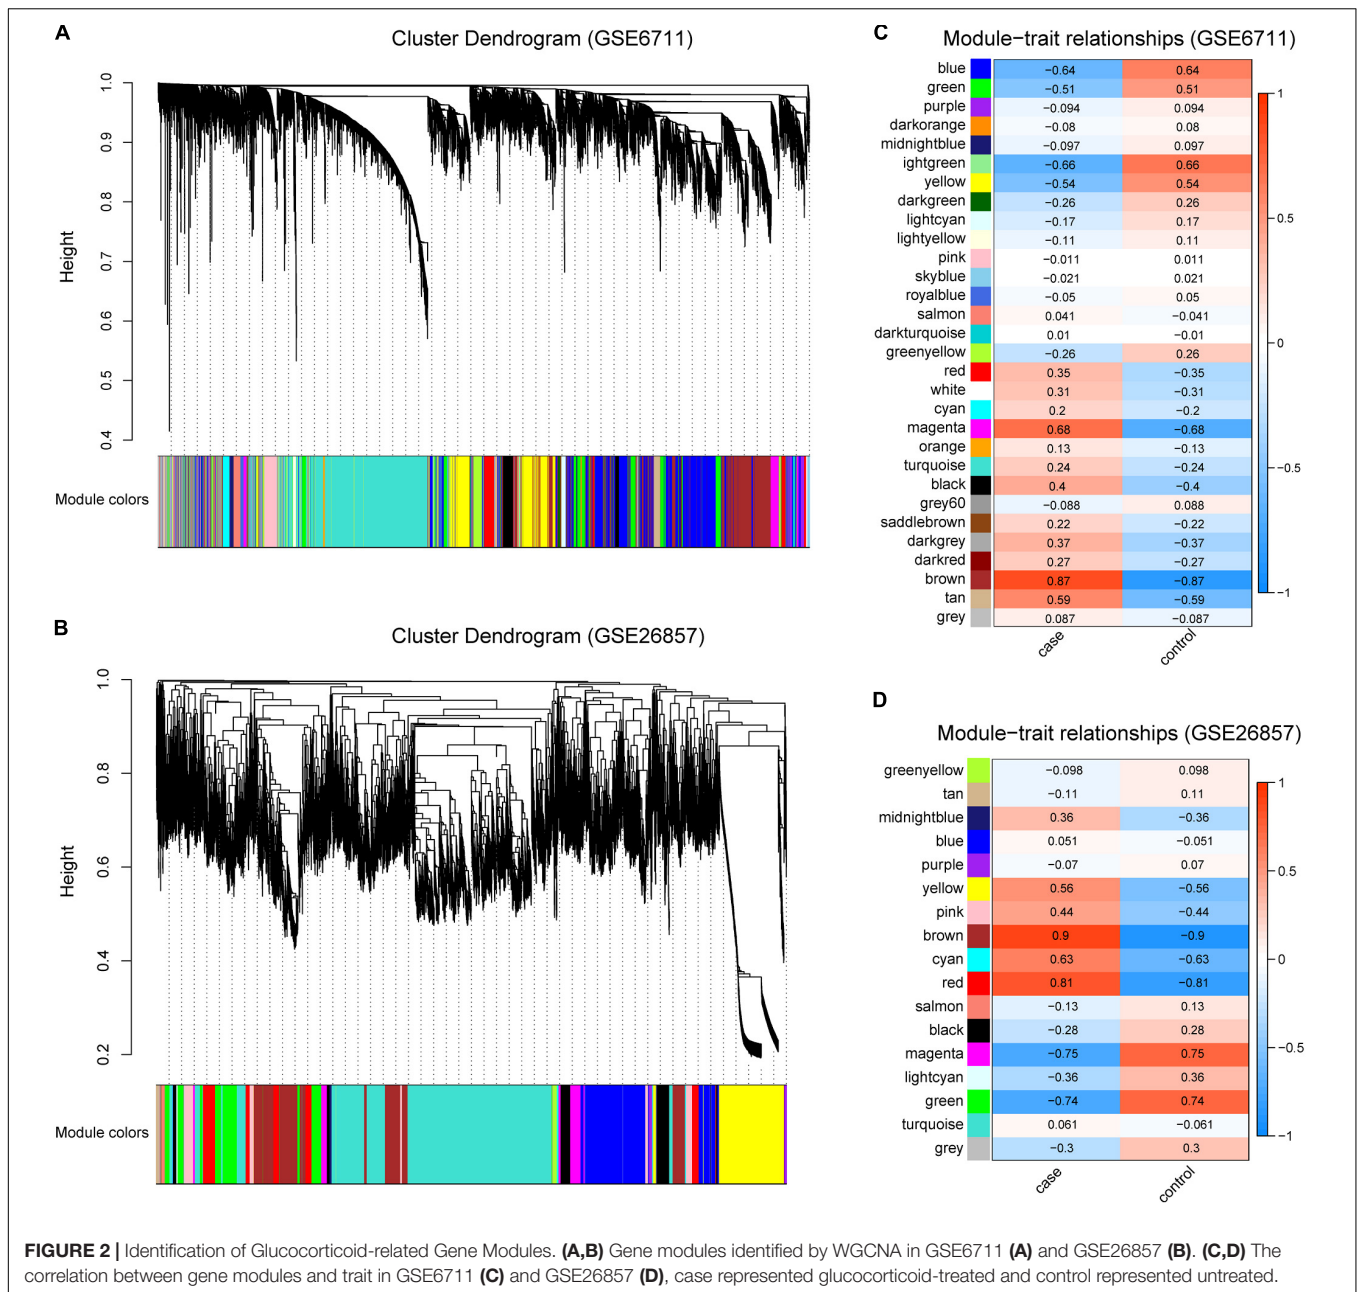 A
Cluster Dendrogram (GSE6711)
Height
1.0
0.9
0.8
0.7
0.6
0.5
0.4
Module colors
B
Cluster Dendrogram (GSE26857)
Height
1.0
0.8
0.6
0.4
0.2
Module colors
C
Module−trait relationships (GSE6711)
blue −0.64 0.64
green −0.51 0.51
purple −0.094 0.094
darkorange −0.08 0.08
midnightblue −0.097 0.097
ightgreen −0.66 0.66
yellow −0.54 0.54
darkgreen −0.26 0.26
lightcyan −0.17 0.17
lightyellow −0.11 0.11
pink −0.011 0.011
skyblue −0.021 0.021
royalblue −0.05 0.05
salmon 0.041 −0.041
darkturquoise 0.01 −0.01
greenyellow −0.26 0.26
red 0.35 −0.35
white 0.31 −0.31
cyan 0.2 −0.2
magenta 0.68 −0.68
orange 0.13 −0.13
turquoise 0.24 −0.24
black 0.4 −0.4
grey60 −0.088 0.088
saddlebrown 0.22 −0.22
darkgrey 0.37 −0.37
darkred 0.27 −0.27
brown 0.87 −0.87
tan 0.59 −0.59
grey 0.087 −0.087
case control
1
0.5
0
−0.5
−1
D
Module−trait relationships (GSE26857)
greenyellow −0.098 0.098
tan −0.11 0.11
midnightblue 0.36 −0.36
blue 0.051 −0.051
purple −0.07 0.07
yellow 0.56 −0.56
pink 0.44 −0.44
brown 0.9 −0.9
cyan 0.63 −0.63
red 0.81 −0.81
salmon −0.13 0.13
black −0.28 0.28
magenta −0.75 0.75
lightcyan −0.36 0.36
green −0.74 0.74
turquoise 0.061 −0.061
grey −0.3 0.3
case control
1
0.5
0
−0.5
−1
FIGURE 2 | Identification of Glucocorticoid-related Gene Modules. (A,B) Gene modules identified by WGCNA in GSE6711 (A) and GSE26857 (B). (C,D) The
correlation between gene modules and trait in GSE6711 (C) and GSE26857 (D), case represented glucocorticoid-treated and control represented untreated.